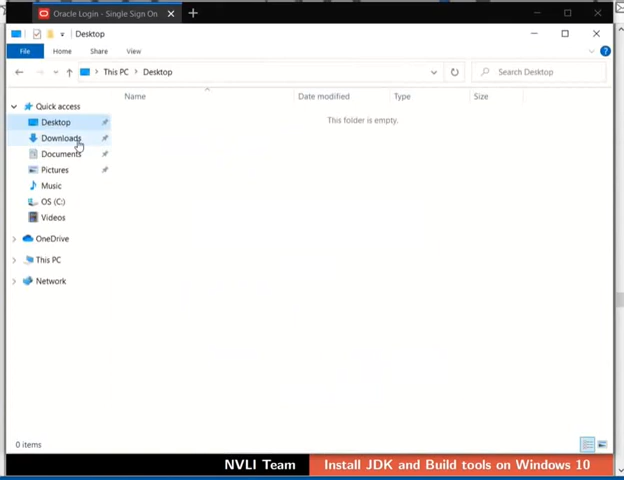 Oracle Login - Single Sign On
Desktop
File Home Share View
This PC > Desktop
Search Desktop
Name Date modified Type Size
This folder is empty.
Quick access
Desktop
Downloads
Documents
Pictures
Music
OS (C:)
Videos
OneDrive
This PC
Network
0 items
NVLI Team Install JDK and Build tools on Windows 10